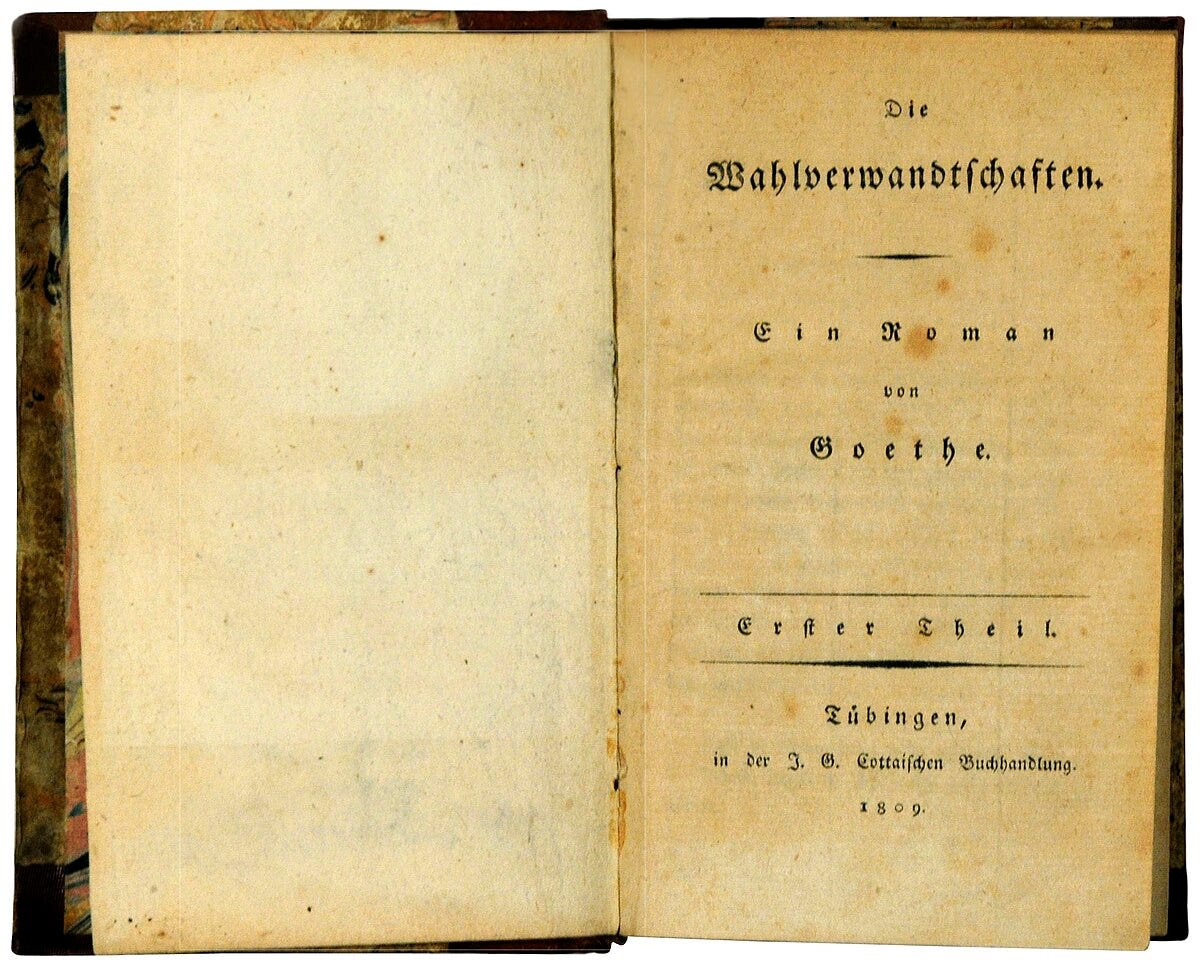 Die
Wahlverwandtschaften.
Ein Roman
von
Goethe.
Erster Theil.
Tübingen,
in der J. G. Cottaischen Buchhandlung.
1809.